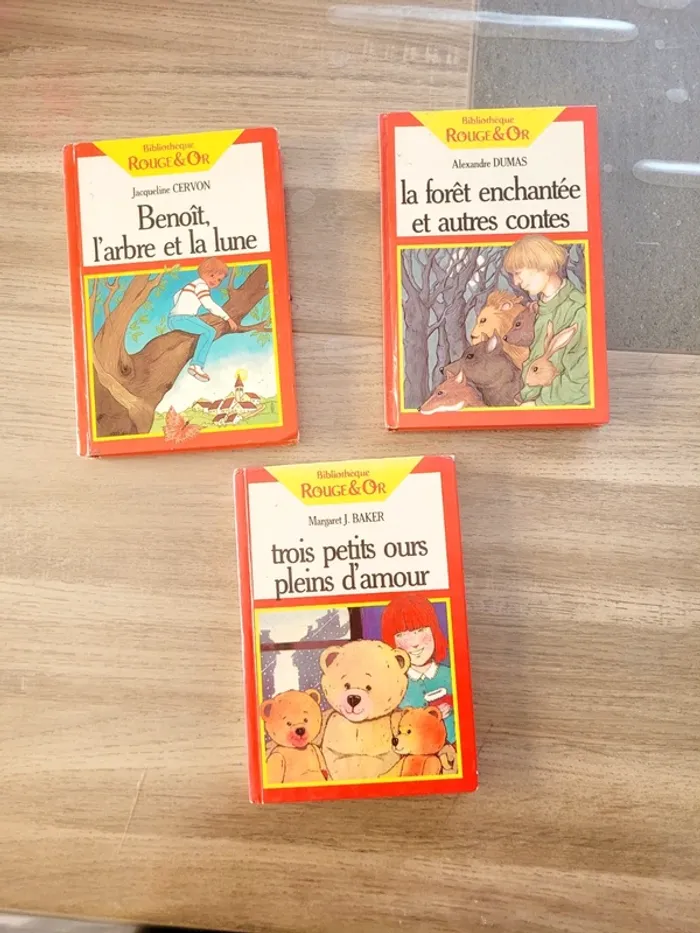 Bibliothèque
ROUGE&OR
Jacqueline CERVON
Benoît,
l'arbre et la lune
Bibliothèque
ROUGE&OR
Alexandre DUMAS
la forêt enchantée
et autres contes
Bibliothèque
ROUGE&OR
Margaret J. BAKER
trois petits ours
pleins d'amour